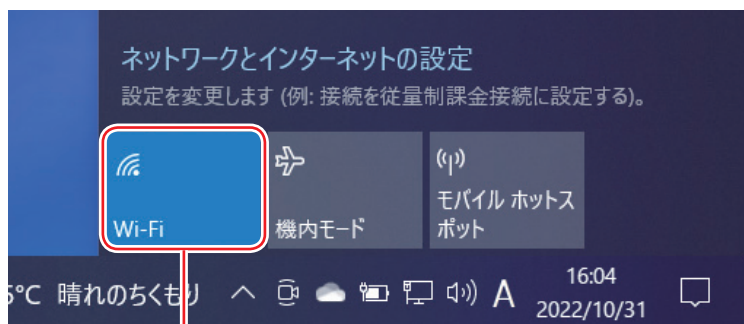 ネットワークとインターネットの設定
設定を変更します (例: 接続を従量制課金接続に設定する)。
Wi-Fi
機内モード
モバイル ホットス
ポット
5°C 晴れのちくもり
A
16:04
2022/10/31